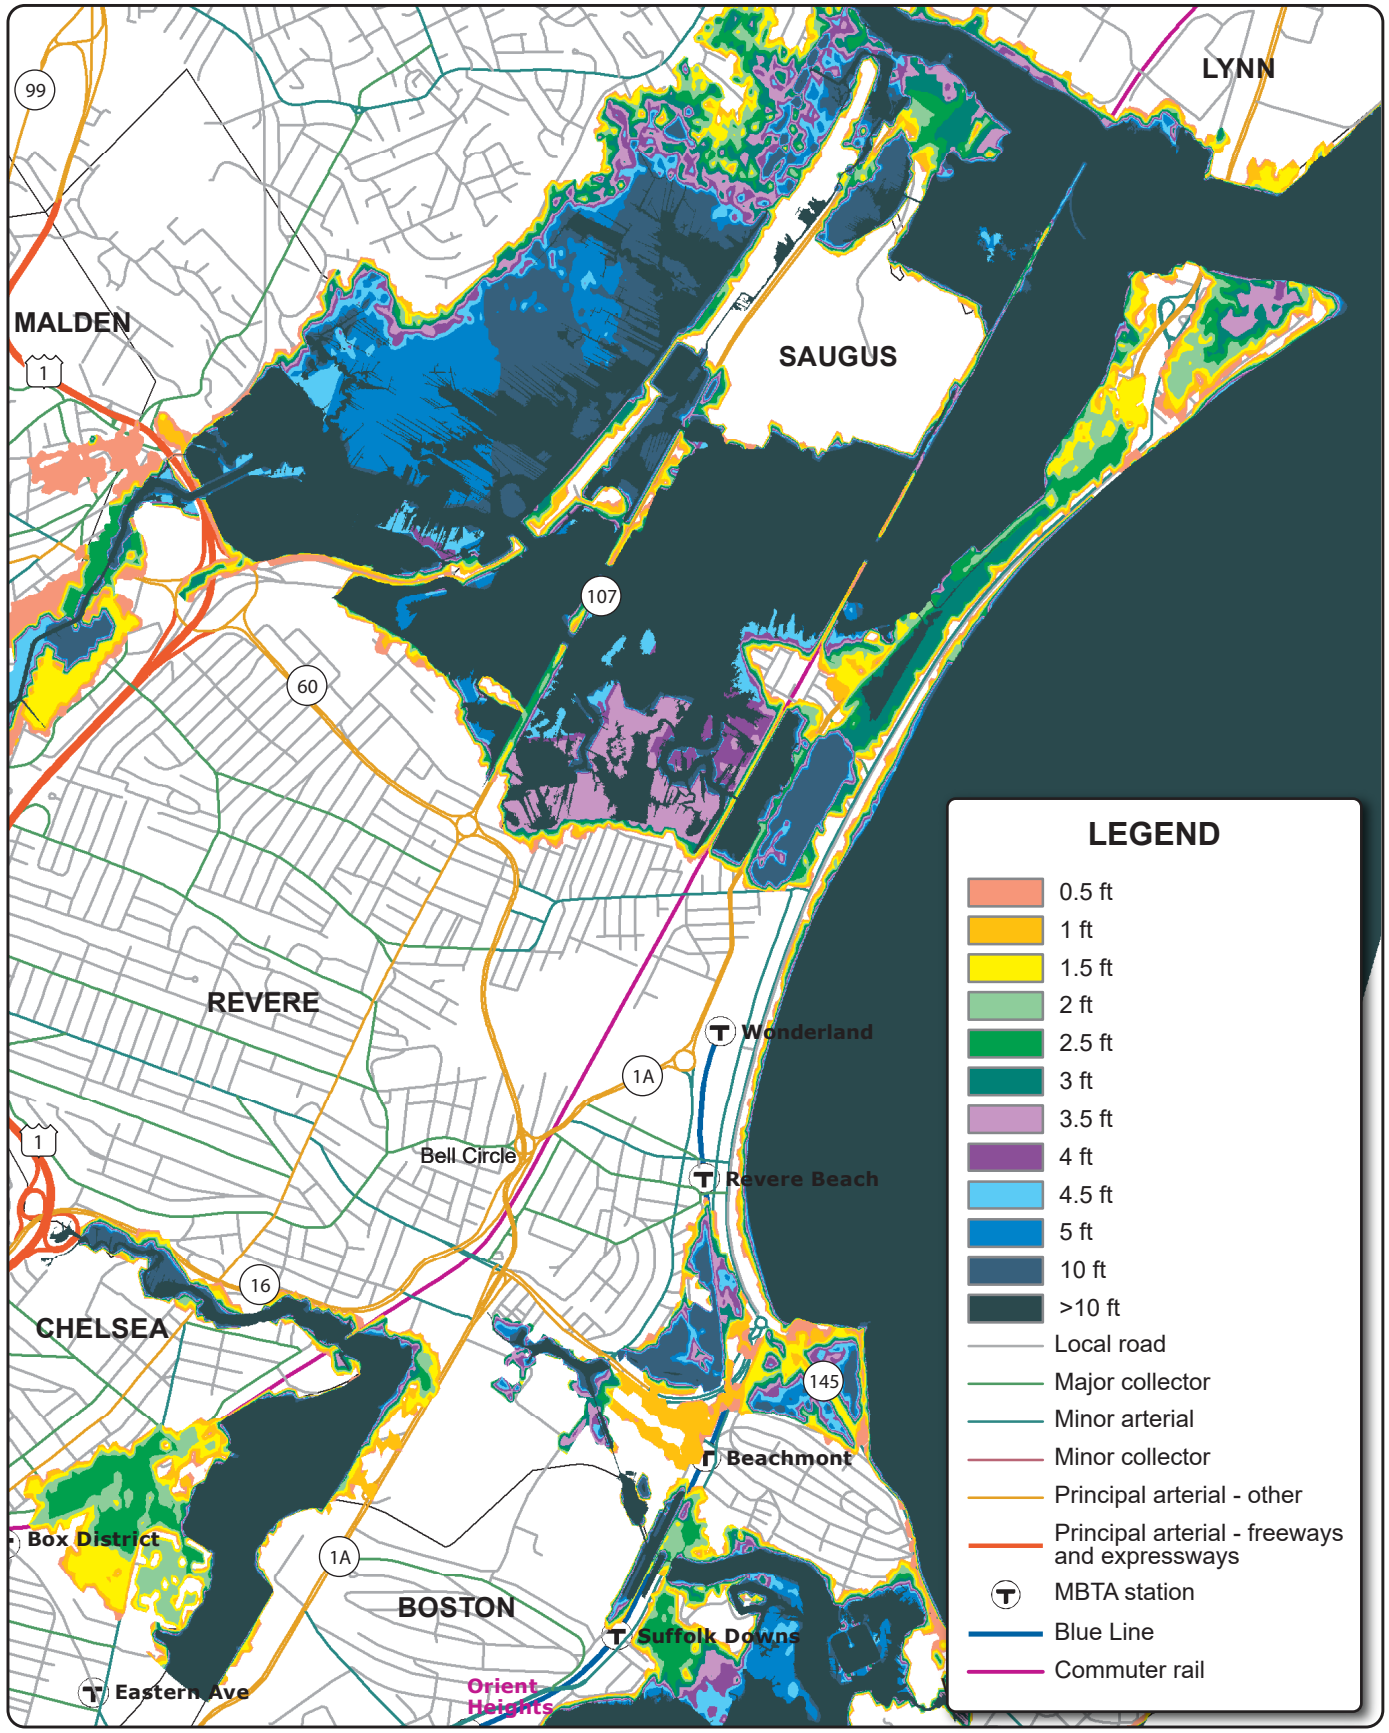 99
LYNN
MALDEN
1
SAUGUS
107
60
LEGEND
0.5 ft
1 ft
1.5 ft
2 ft
2.5 ft
3 ft
3.5 ft
4 ft
4.5 ft
5 ft
10 ft
>10 ft
Local road
Major collector
Minor arterial
Minor collector
Principal arterial - other
Principal arterial - freeways
and expressways
T MBTA station
Blue Line
Commuter rail
REVERE
T Wonderland
1A
1
Bell Circle
T Revere Beach
16
CHELSEA
145
T Beachmont
Box District
1A
BOSTON
T Suffolk Downs
T Eastern Ave
Orient
Heights